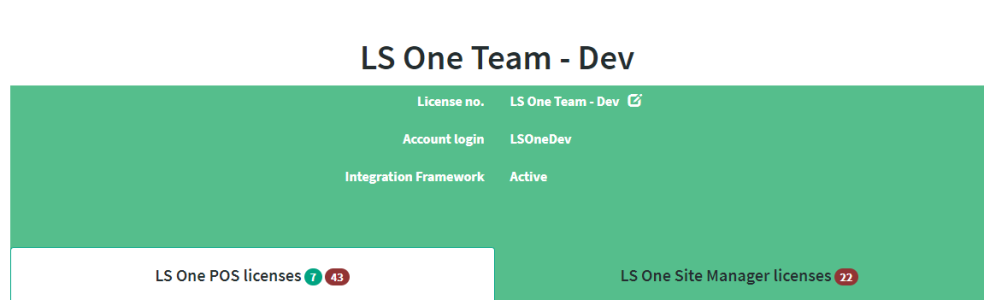 LS One Team - Dev
License no. LS One Team - Dev
Account login LSOneDev
Integration Framework Active
LS One POS licenses 7 43 LS One Site Manager licenses 22